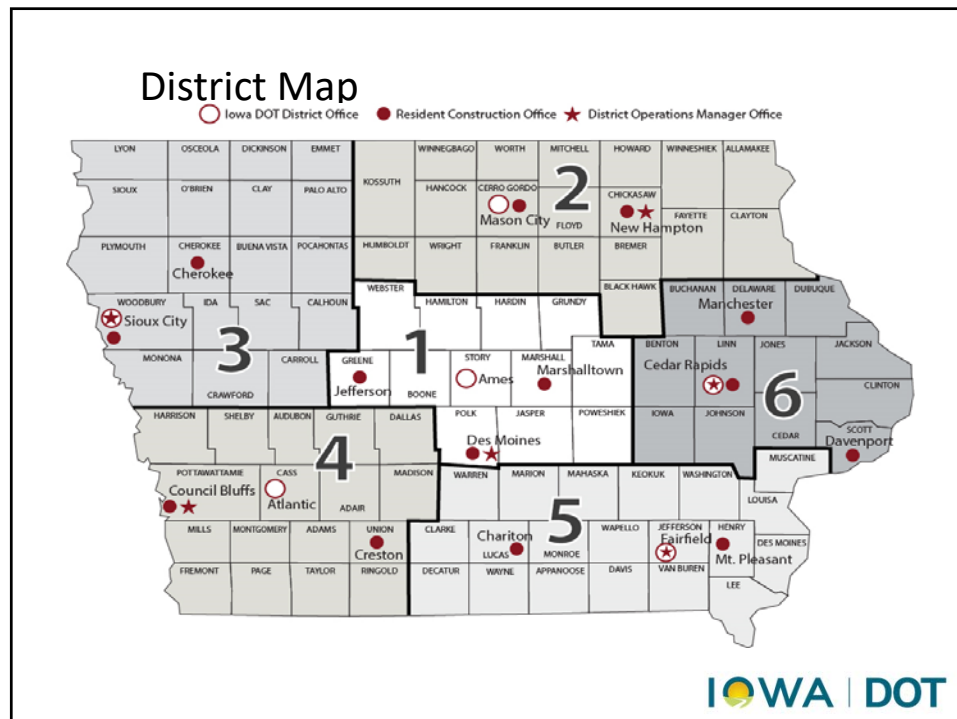 District Map
Iowa DOT District Office Resident Construction Office District Operations Manager Office
LYON OSCEOLA DICKINSON EMMET
KOSSUTH WINNEGBAGO WORTH MITCHELL HOWARD WINNESHIEK ALLAMAKEE
SIOUX O'BRIEN CLAY PALO ALTO
HANCOCK CERRO GORDO 2 CHICKASAW
Mason City FLOYD New Hampton FAYETTE CLAYTON
PLYMOUTH CHEROKEE BUENA VISTA POCAHONTAS
Cherokee
HUMBOLDT WRIGHT FRANKLIN BUTLER BREMER
WEBSTER BLACK HAWK BUCHANAN DELAWARE DUBUQUE
Manchester
WOODBURY IDA SAC CALHOUN HAMILTON HARDIN GRUNDY
Sioux City
3 1
TAMA BENTON LINN JONES JACKSON
MONONA CRAWFORD CARROLL GREENE BOONE STORY MARSHALL
Jefferson Ames Marshalltown Cedar Rapids
6 CLINTON
HARRISON SHELBY AUDUBON GUTHRIE DALLAS POLK JASPER POWESHIEK IOWA JOHNSON CEDAR SCOTT
Des Moines Davenport
4 MUSCATINE
POTTAWATTAMIE CASS ADAIR MADISON WARREN MARION MAHASKA KEOKUK WASHINGTON
Council Bluffs Atlantic
LOUISA
5
MILLS MONTGOMERY ADAMS UNION CLARKE LUCAS MONROE WAPELLO JEFFERSON HENRY DES MOINES
Creston Chariton Fairfield Mt. Pleasant
FREMONT PAGE TAYLOR RINGOLD DECATUR WAYNE APPANOOSE DAVIS VAN BUREN LEE
IOWA DOT